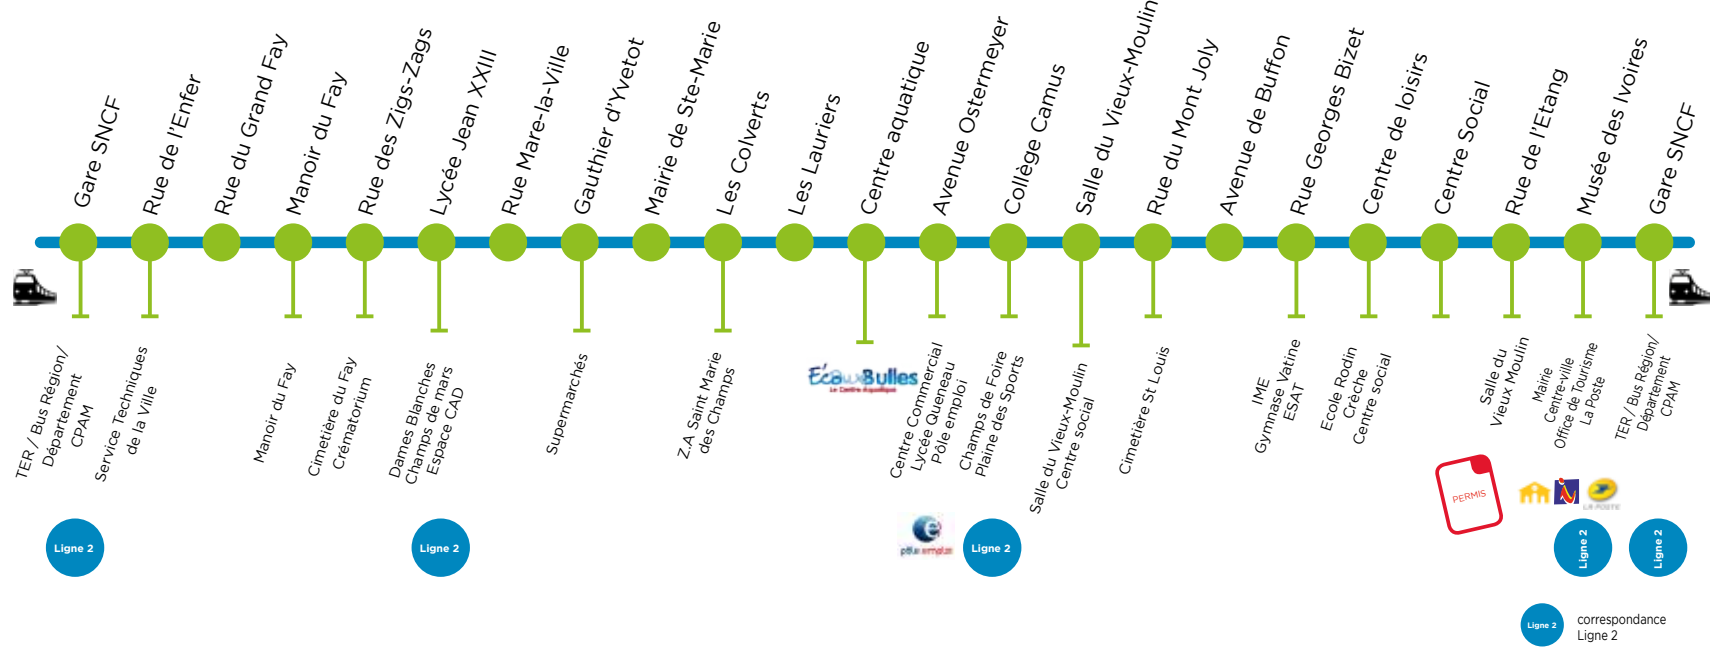 Gare SNCF
Rue de l'Enfer
Rue du Grand Fay
Manoir du Fay
Rue des Zigs-Zags
Lycée Jean XXIII
Rue Mare-la-Ville
Gauthier d'Yvetot
Mairie de Ste-Marie
Les Colverts
Les Lauriers
Centre aquatique
Avenue Ostermeyer
Collège Camus
Salle du Vieux-Moulin
Rue du Mont Joly
Avenue de Buffon
Rue Georges Bizet
Centre de loisirs
Centre Social
Rue de l'Etang
Musée des Ivoires
Gare SNCF
TER / Bus Région/
Département
CPAM
Service Techniques
de la Ville
Manoir du Fay
Cimetière du Fay
Crématorium
Dames Blanches
Champs de mars
Espace CAD
Supermarchés
Z.A Saint Marie
des Champs
ÉcauxBulles
Le Centre Aquatique
Centre Commercial
Lycée Queneau
Pôle emploi
Champs de Foire
Plaine des Sports
Salle du Vieux-Moulin
Centre social
Cimetière St Louis
IME
Gymnase Vatine
ESAT
Ecole Rodin
Crèche
Centre social
Salle du
Vieux Moulin
Mairie
Centre-ville
Office de Tourisme
La Poste
TER / Bus Région/
Département
CPAM
PERMIS
LA POSTE
pôle emploi
Ligne 2
Ligne 2
Ligne 2
Ligne 2
Ligne 2
Ligne 2
correspondance
Ligne 2